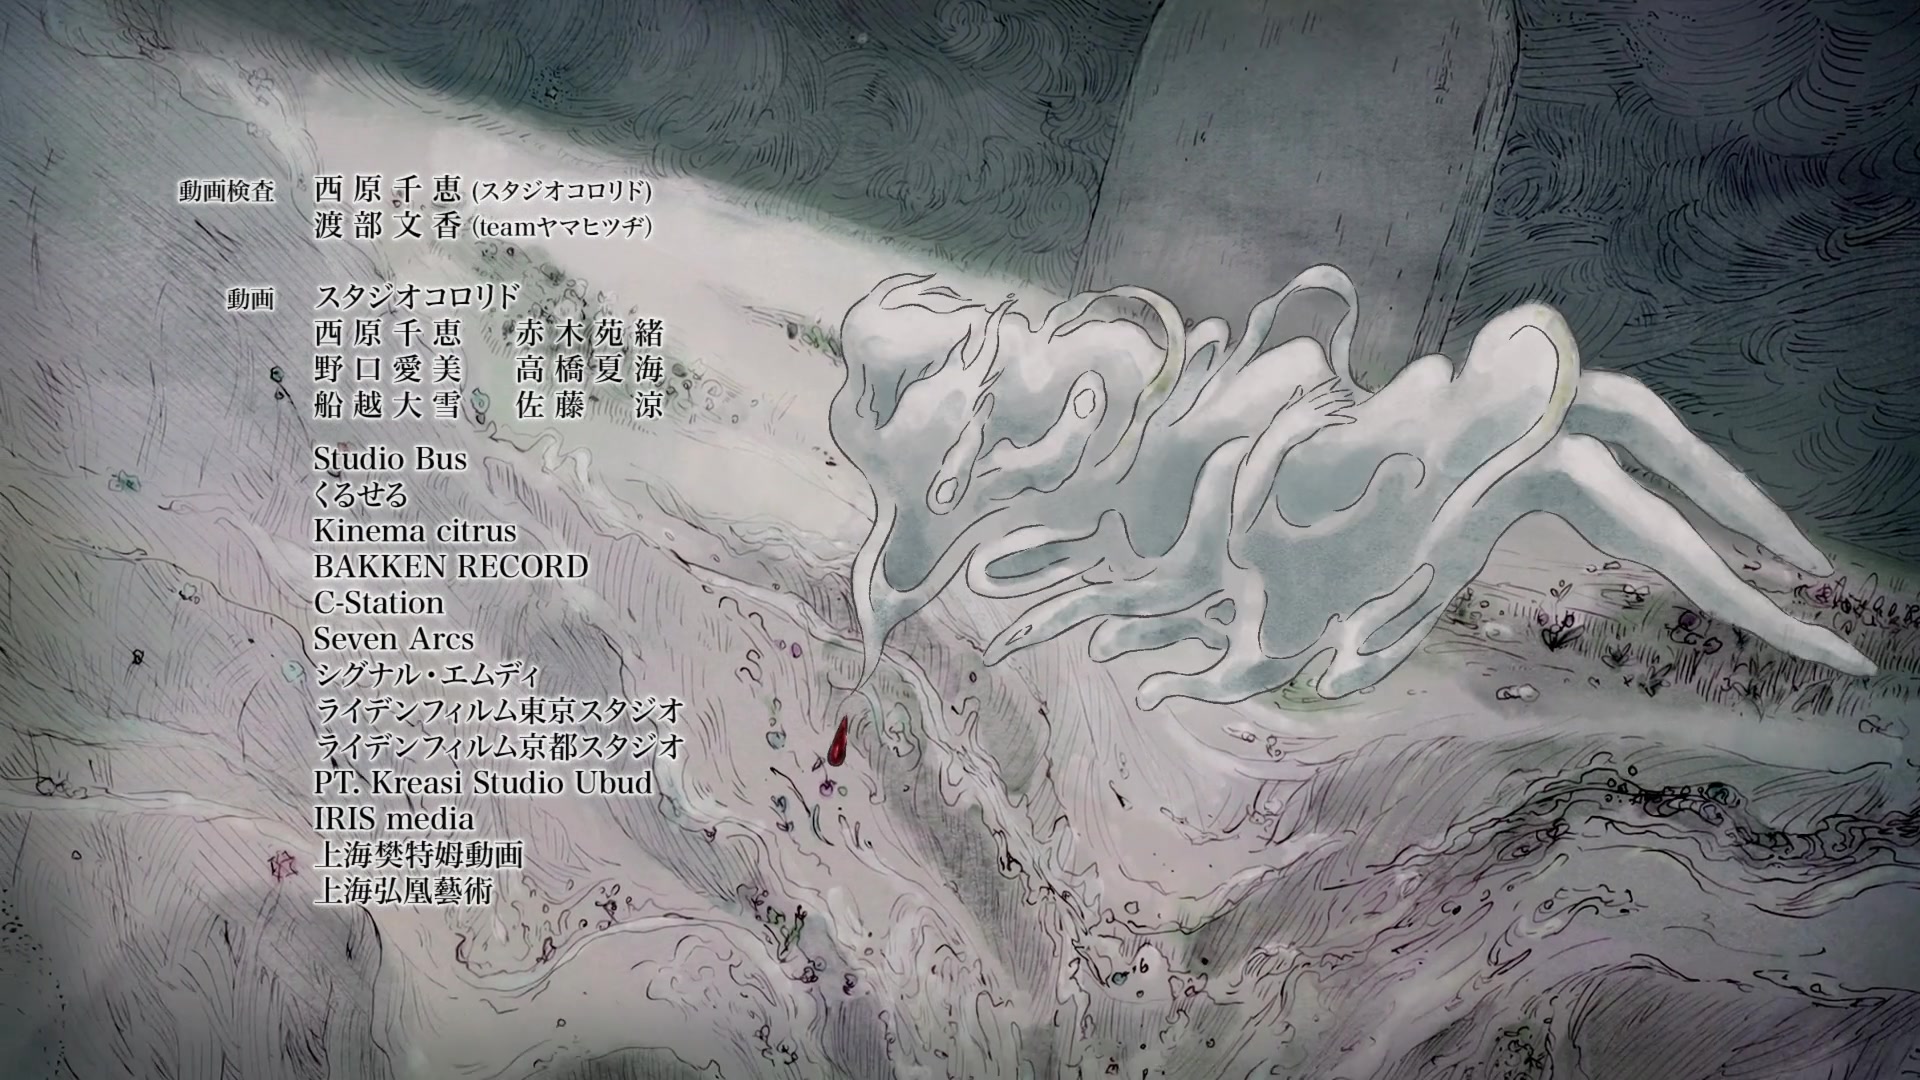 動画検査 西原千恵 (スタジオコロリド)
渡部文香 (teamヤマヒツヂ)
動画 スタジオコロリド
西原千恵 赤木苑緒
野口愛美 高橋夏海
船越大雪 佐藤 涼
Studio Bus
くるせる
Kinema citrus
BAKKEN RECORD
C-Station
Seven Arcs
シグナル・エムディ
ライデンフィルム東京スタジオ
ライデンフィルム京都スタジオ
PT. Kreasi Studio Ubud
IRIS media
上海樊特姆動画
上海弘凰藝術